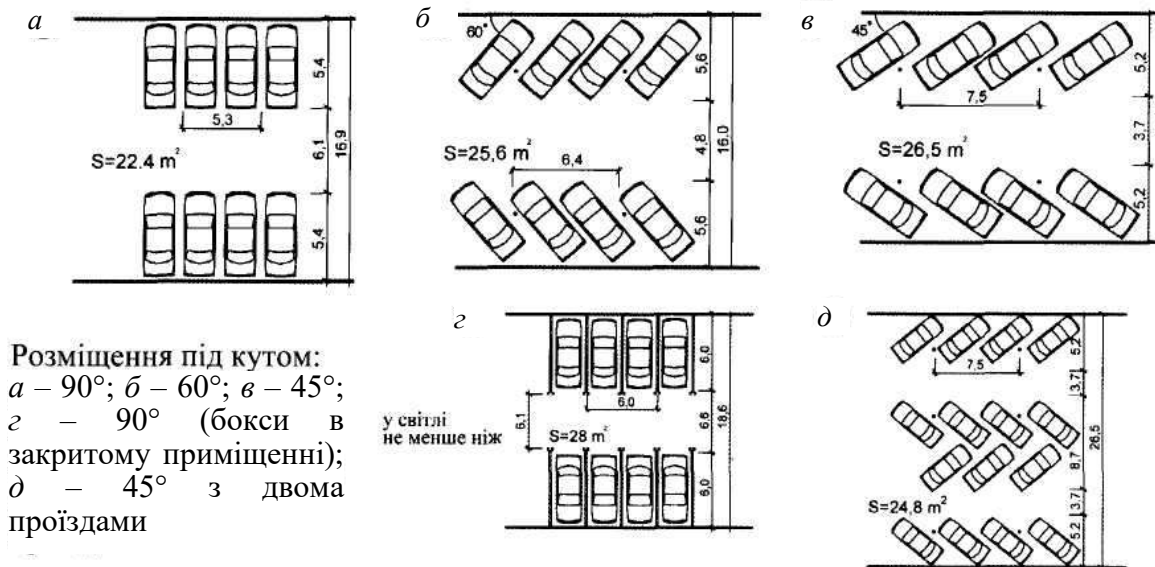 а
5,4
5,3
6,1
16,9
S=22.4 m²
5,4
б
60°
5,6
4,8
16,0
S=25,6 m²
6,4
5,6
в
45°
5,2
7,5
3,7
S=26,5 m²
5,2
Розміщення під кутом:
а – 90°; б – 60°; в – 45°;
г – 90° (бокси в
закритому приміщенні);
д – 45° з двома
проїздами
г
6,0
6,0
6,1
6,6
18,6
у світлі
не менше ніж
S=28 m²
6,0
д
5,2
7,5
3,7
26,5
8,7
S=24,8 m²
3,7
5,2